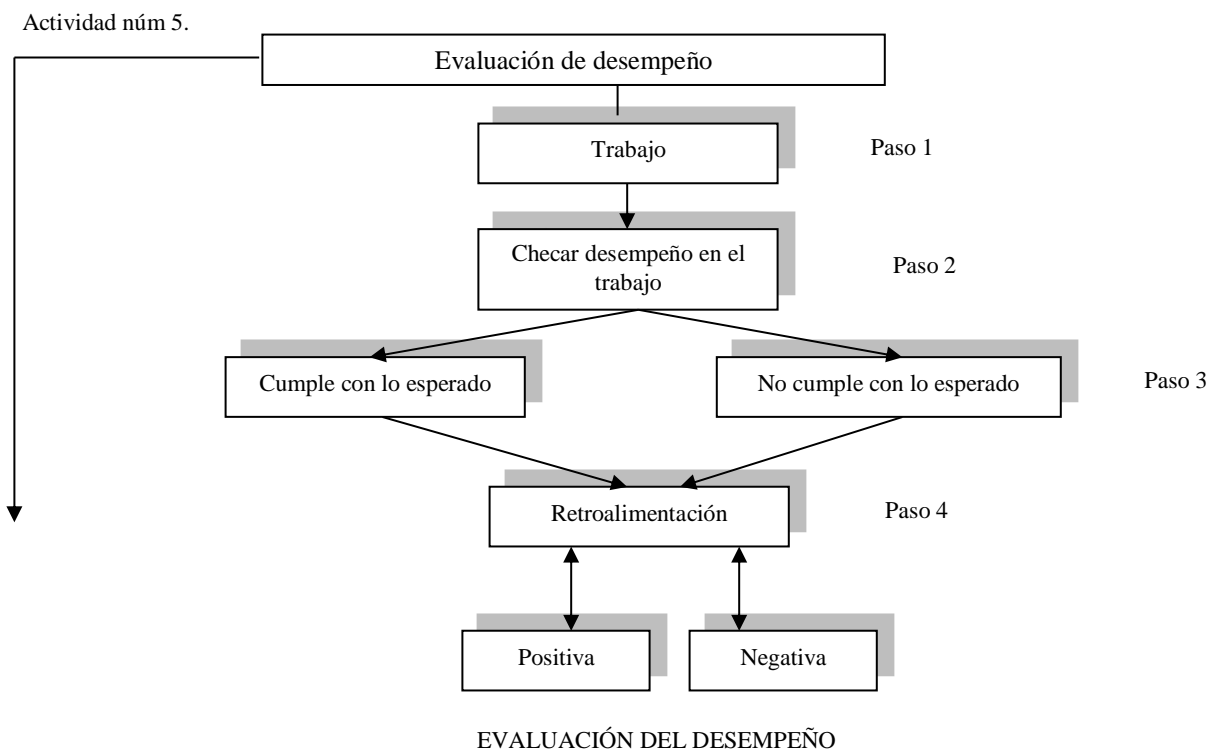 Actividad núm 5.
Evaluación de desempeño
Trabajo
Paso 1
Checar desempeño en el
trabajo
Paso 2
Cumple con lo esperado
No cumple con lo esperado
Paso 3
Retroalimentación
Paso 4
Positiva
Negativa
EVALUACIÓN DEL DESEMPEÑO